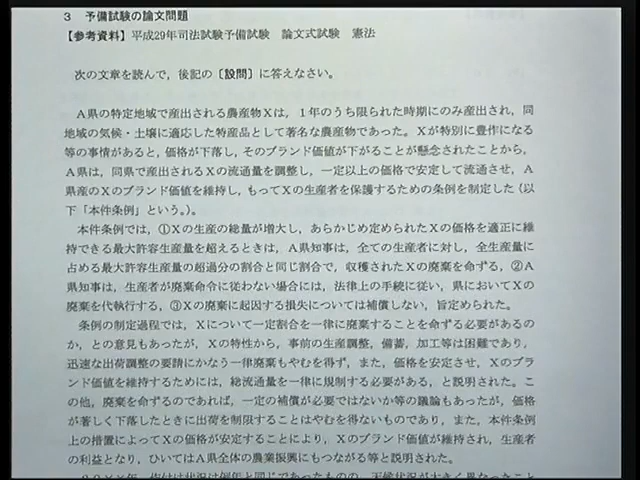 3　予備試験の論文問題
【参考資料】平成29年司法試験予備試験　論文式試験　憲法
次の文章を読んで，後記の〔設問〕に答えなさい。
A県の特定地域で産出される農産物Xは，1年のうち限られた時期にのみ産出され，同
地域の気候・土壌に適応した特産品として著名な農産物であった。Xが特別に豊作になる
等の事情があると，価格が下落し，そのブランド価値が下がることが懸念されたことから，
A県は，同県で産出されるXの流通量を調整し，一定以上の価格で安定して流通させ，A
県産のXのブランド価値を維持し，もってXの生産者を保護するための条例を制定した（以
下「本件条例」という。）。
本件条例では，①Xの生産の総量が増大し，あらかじめ定められたXの価格を適正に維
持できる最大許容生産量を超えるときは，A県知事は，全ての生産者に対し，全生産量に
占める最大許容生産量の超過分の割合と同じ割合で，収穫されたXの廃棄を命ずる，②A
県知事は，生産者が廃棄命令に従わない場合には，法律上の手続に従い，県においてXの
廃棄を代執行する，③Xの廃棄に起因する損失については補償しない，旨定められた。
条例の制定過程では，Xについて一定割合を一律に廃棄することを命ずる必要があるの
か，との意見もあったが，Xの特性から，事前の生産調整，備蓄，加工等は困難であり，
迅速な出荷調整の要請にかなう一律廃棄もやむを得ず，また，価格を安定させ，Xのブラ
ンド価値を維持するためには，総流通量を一律に規制する必要がある，と説明された。こ
の他，廃棄を命ずるのであれば，一定の補償が必要ではないか等の議論もあったが，価格
が著しく下落したときに出荷を制限することはやむを得ないものであり，また，本件条例
上の措置によってXの価格が安定することにより，Xのブランド価値が維持され，生産者
の利益となり，ひいてはA県全体の農業振興にもつながる等と説明された。
20XX年，作付け状況は例年と同じであったものの，天候状況が大きく異なったこと